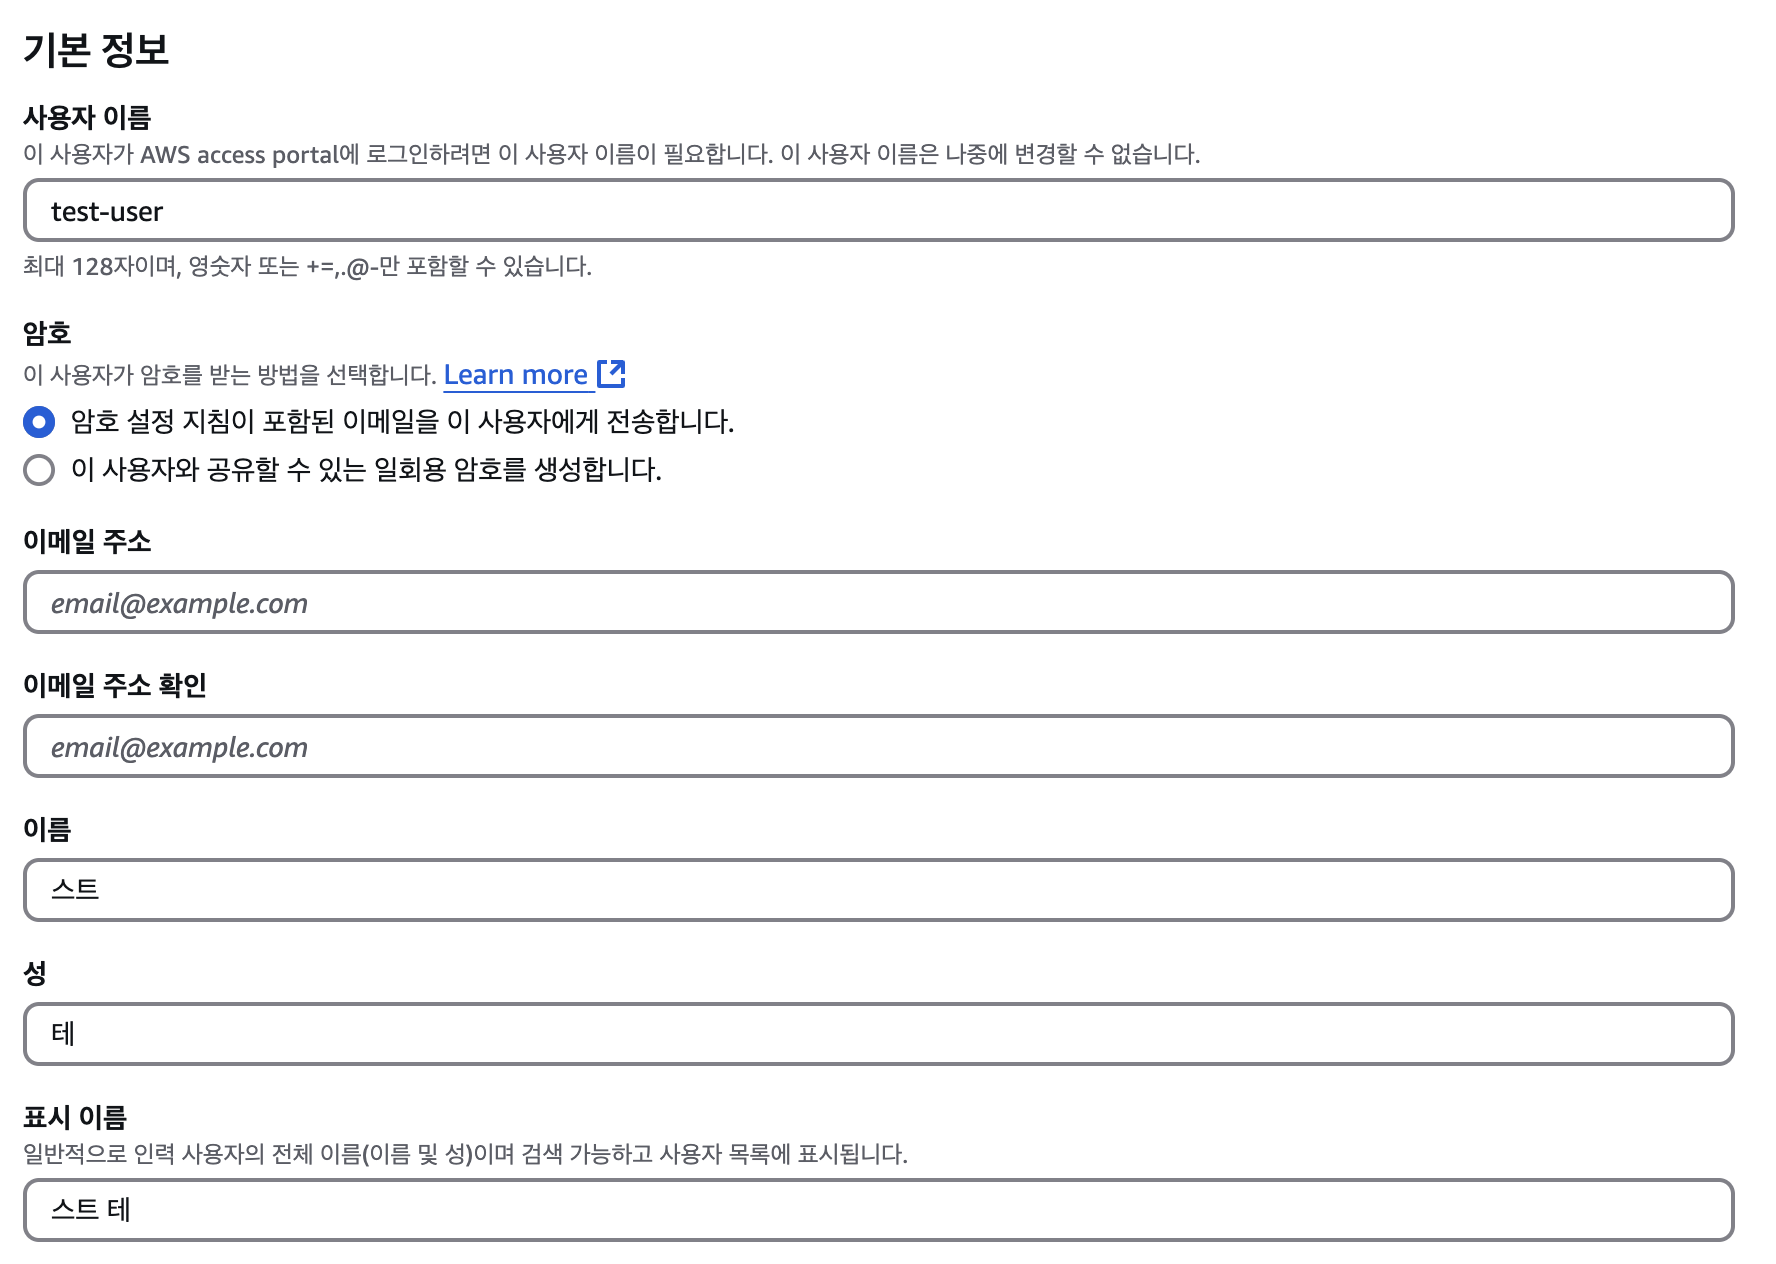 기본 정보
사용자 이름
이 사용자가 AWS access portal에 로그인하려면 이 사용자 이름이 필요합니다. 이 사용자 이름은 나중에 변경할 수 없습니다.
test-user
최대 128자이며, 영숫자 또는 +=,.@-만 포함할 수 있습니다.
암호
이 사용자가 암호를 받는 방법을 선택합니다. Learn more
암호 설정 지침이 포함된 이메일을 이 사용자에게 전송합니다.
이 사용자와 공유할 수 있는 일회용 암호를 생성합니다.
이메일 주소
email@example.com
이메일 주소 확인
email@example.com
이름
스트
성
테
표시 이름
일반적으로 인력 사용자의 전체 이름(이름 및 성)이며 검색 가능하고 사용자 목록에 표시됩니다.
스트 테